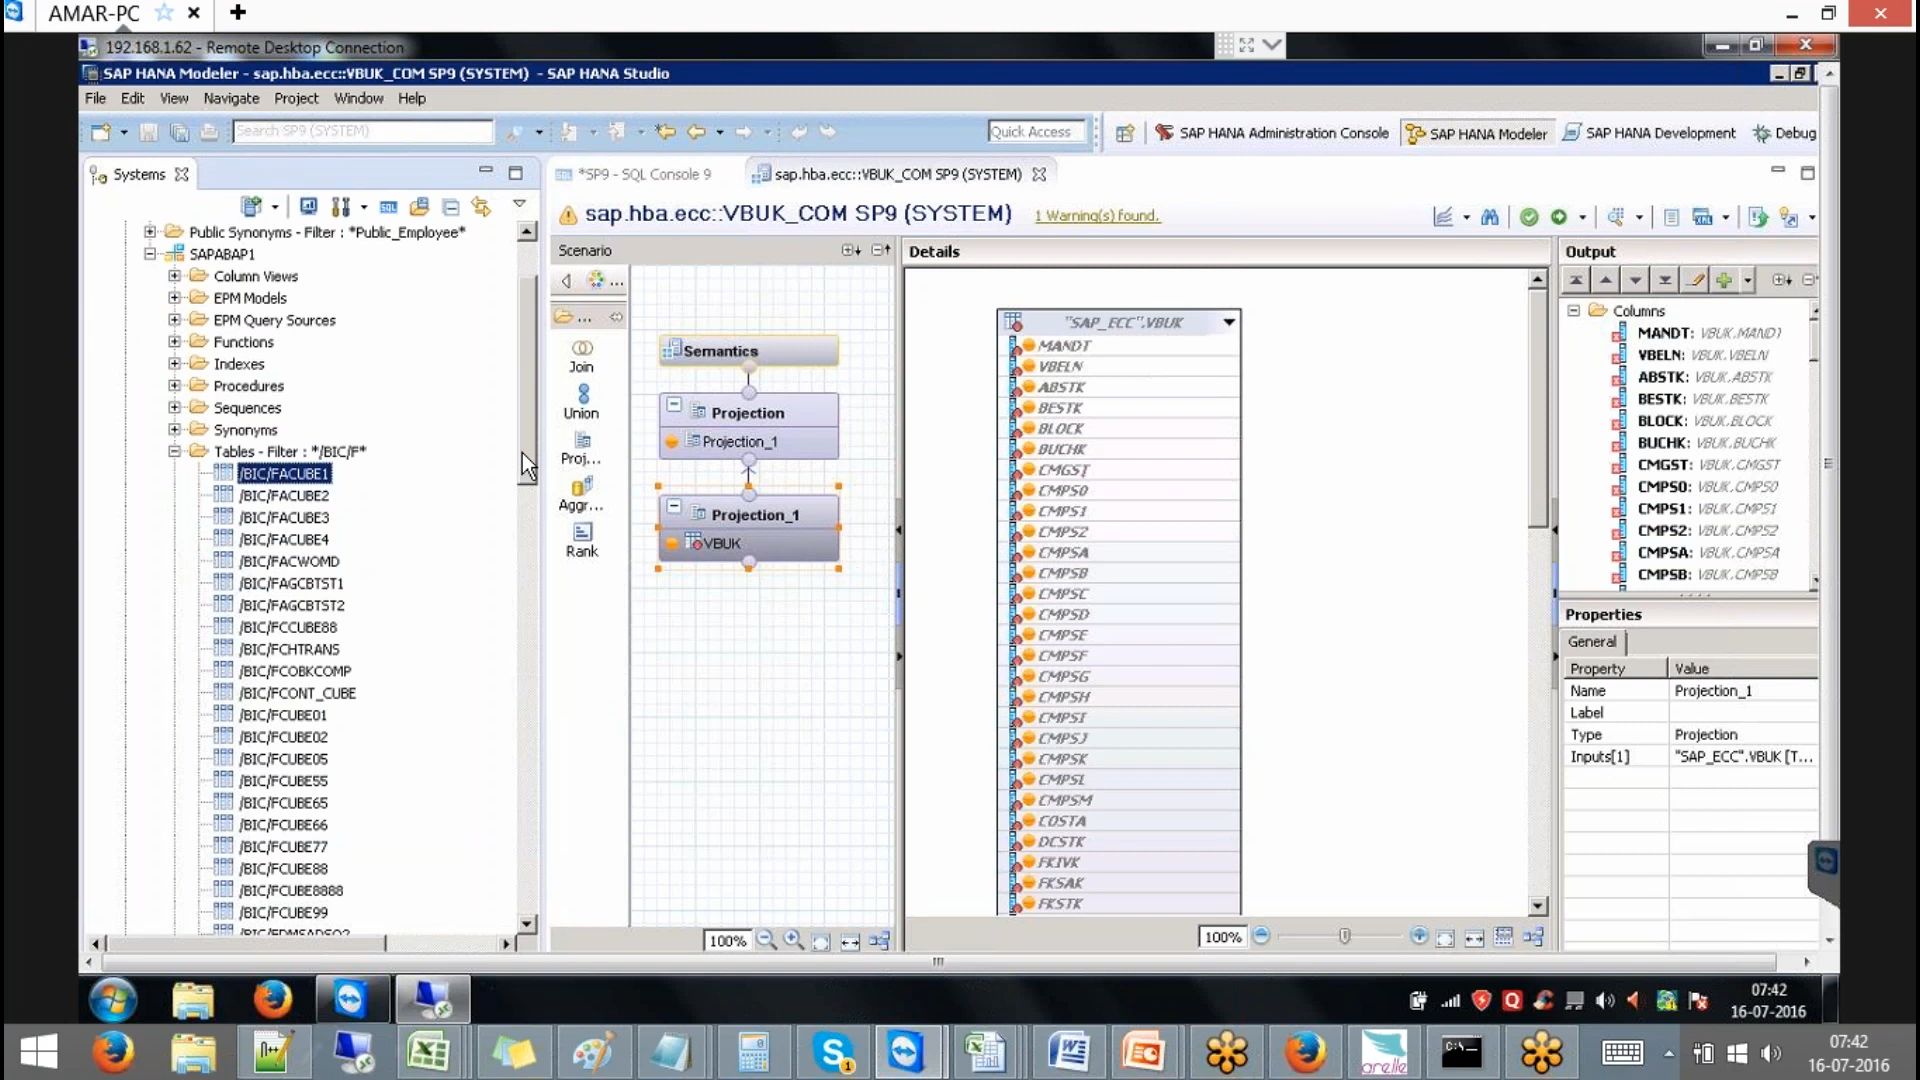 AMAR-PC
192.168.1.62 - Remote Desktop Connection
SAP HANA Modeler - sap.hba.ecc::VBUK_COM SP9 (SYSTEM) - SAP HANA Studio
File Edit View Navigate Project Window Help
Search SP9 (SYSTEM)
Quick Access
SAP HANA Administration Console
SAP HANA Modeler
SAP HANA Development
Debug
Systems
Public Synonyms - Filter : *Public_Employee*
SAPABAP1
Column Views
EPM Models
EPM Query Sources
Functions
Indexes
Procedures
Sequences
Synonyms
Tables - Filter : */BIC/F*
/BIC/FACUBE1
/BIC/FACUBE2
/BIC/FACUBE3
/BIC/FACUBE4
/BIC/FACWOMD
/BIC/FAGCBTST1
/BIC/FAGCBTST2
/BIC/FCCUBE88
/BIC/FCHTRANS
/BIC/FCOBKCOMP
/BIC/FCONT_CUBE
/BIC/FCUBE01
/BIC/FCUBE02
/BIC/FCUBE05
/BIC/FCUBE55
/BIC/FCUBE65
/BIC/FCUBE66
/BIC/FCUBE77
/BIC/FCUBE88
/BIC/FCUBE8888
/BIC/FCUBE99
*SP9 - SQL Console 9
sap.hba.ecc::VBUK_COM SP9 (SYSTEM)
sap.hba.ecc::VBUK_COM SP9 (SYSTEM)
1 Warning(s) found.
Scenario
...
...
Join
Union
Proj...
Aggr...
Rank
Semantics
Projection
Projection_1
Projection_1
VBUK
100%
Details
"SAP_ECC".VBUK
MANDT
VBELN
ABSTK
BESTK
BLOCK
BUCHK
CMGST
CMPS0
CMPS1
CMPS2
CMPSA
CMPSB
CMPSC
CMPSD
CMPSE
CMPSF
CMPSG
CMPSH
CMPSI
CMPSJ
CMPSK
CMPSL
CMPSM
COSTA
DCSTK
FKIVK
FKSAK
FKSTK
100%
Output
Columns
MANDT: VBUK.MANDT
VBELN: VBUK.VBELN
ABSTK: VBUK.ABSTK
BESTK: VBUK.BESTK
BLOCK: VBUK.BLOCK
BUCHK: VBUK.BUCHK
CMGST: VBUK.CMGST
CMPS0: VBUK.CMPS0
CMPS1: VBUK.CMPS1
CMPS2: VBUK.CMPS2
CMPSA: VBUK.CMPSA
CMPSB: VBUK.CMPSB
Properties
General
Property Value
Name Projection_1
Label
Type Projection
Inputs[1] "SAP_ECC".VBUK [T...
07:42
16-07-2016
07:42
16-07-2016